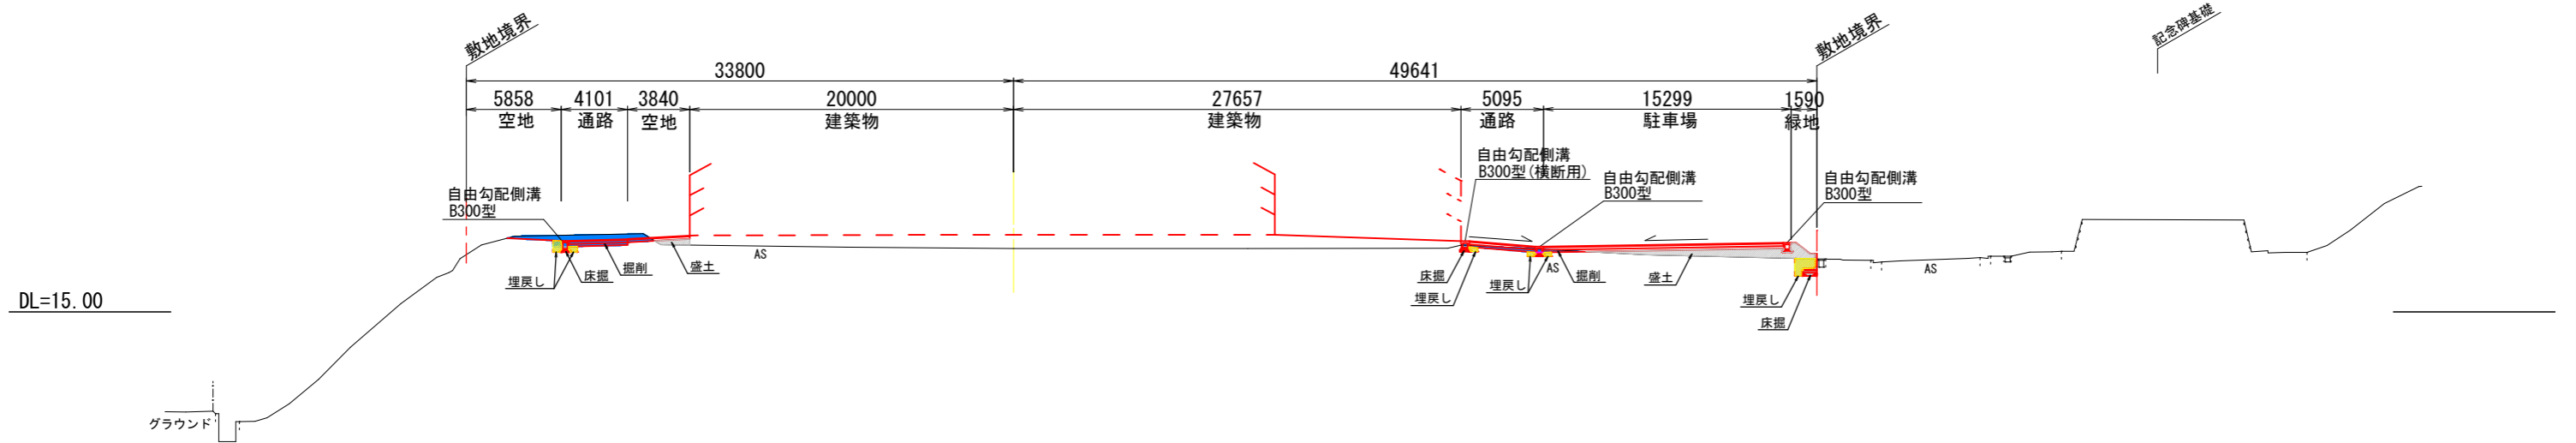 敷地境界
敷地境界
記念碑基礎
33800
49641
5858
4101
3840
20000
27657
5095
15299
1590
空地
通路
空地
建築物
建築物
通路
駐車場
緑地
自由勾配側溝
B300型
自由勾配側溝
B300型(横断用)
自由勾配側溝
B300型
自由勾配側溝
B300型
埋戻し
床掘
掘削
盛土
AS
床掘
埋戻し
埋戻し
AS
掘削
盛土
埋戻し
床掘
AS
DL=15.00
グラウンド